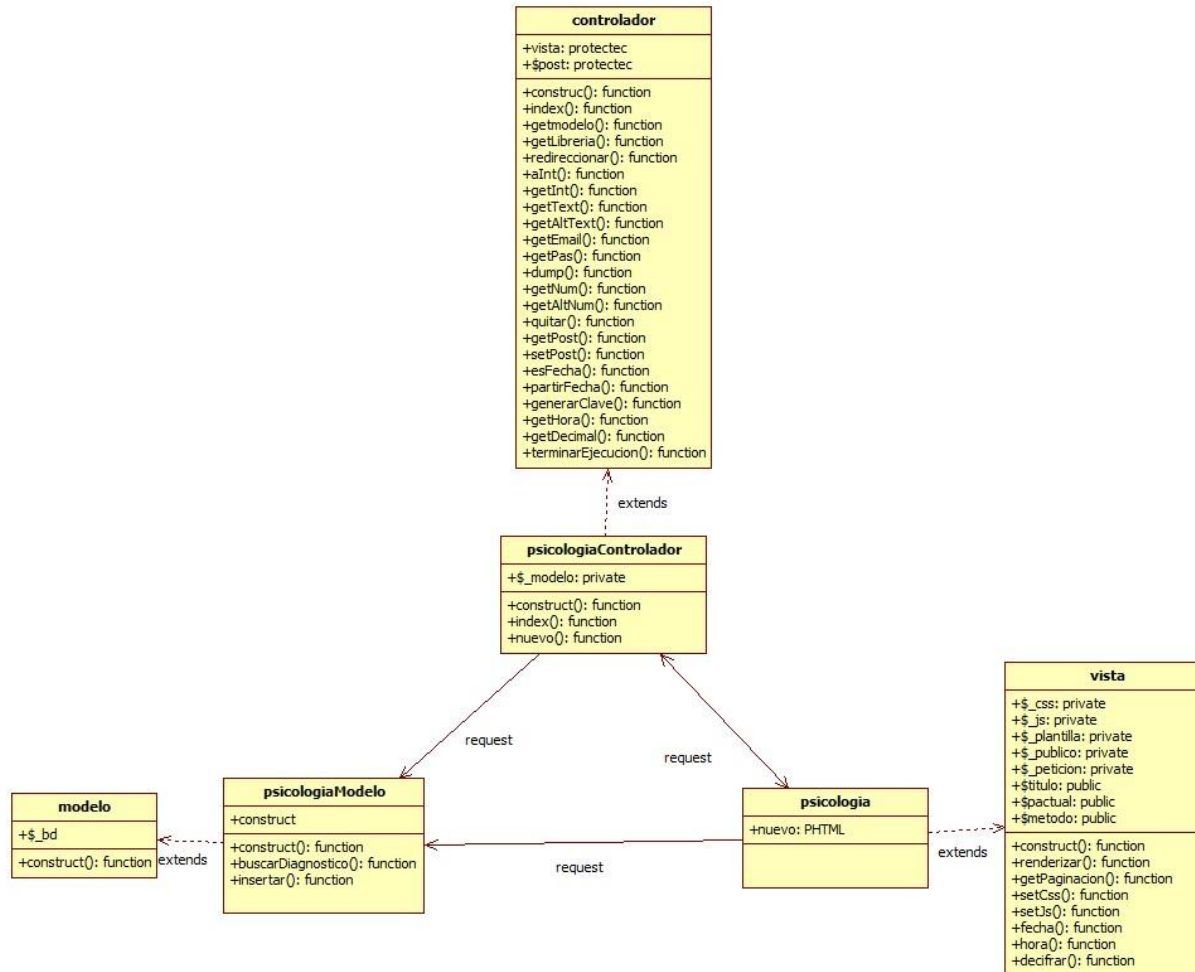 controlador
+vista: protectec
+$post: protectec
+construc(): function
+index(): function
+getmodelo(): function
+getLibreria(): function
+redireccionar(): function
+aInt(): function
+getInt(): function
+getText(): function
+getAltText(): function
+getEmail(): function
+getPas(): function
+dump(): function
+getNum(): function
+getAltNum(): function
+quitar(): function
+getPost(): function
+setPost(): function
+esFecha(): function
+partirFecha(): function
+generarClave(): function
+getHora(): function
+getDecimal(): function
+terminarEjecucion(): function
extends
psicologiaControlador
+$_modelo: private
+construct(): function
+index(): function
+nuevo(): function
request
request
modelo
+$_bd
+construct(): function
extends
psicologiaModelo
+construct
+construct(): function
+buscarDiagnostico(): function
+insertar(): function
request
psicologia
+nuevo: PHTML
extends
vista
+$_css: private
+$_js: private
+$_plantilla: private
+$_publico: private
+$_peticion: private
+$titulo: public
+$pactual: public
+$metodo: public
+construct(): function
+renderizar(): function
+getPaginacion(): function
+setCss(): function
+setJs(): function
+fecha(): function
+hora(): function
+decifrar(): function